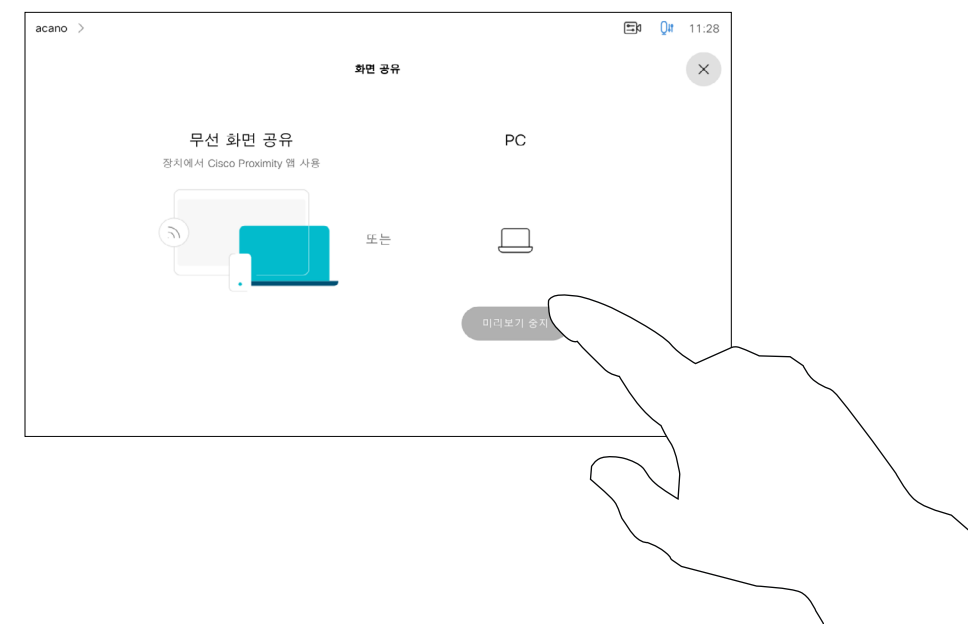 acano
11:28
화면 공유
무선 화면 공유
장치에서 Cisco Proximity 앱 사용
또는
PC
미리보기 중지